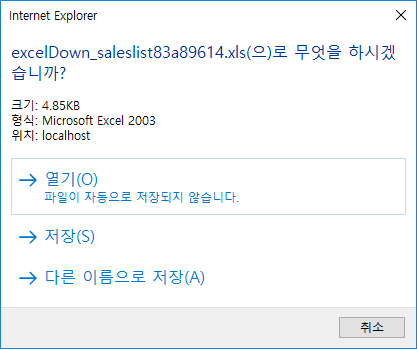 Internet Explorer
excelDown_saleslist83a89614.xls(으)로 무엇을 하시겠
습니까?
크기: 4.85KB
형식: Microsoft Excel 2003
위치: localhost
열기(O)
파일이 자동으로 저장되지 않습니다.
저장(S)
다른 이름으로 저장(A)
취소